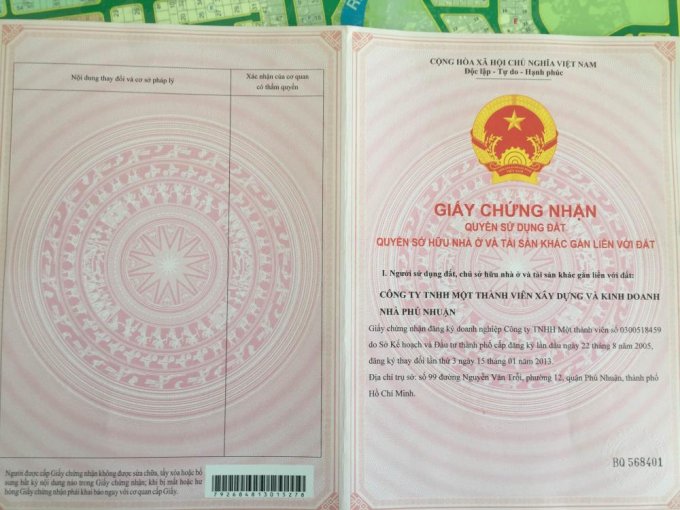 Nội dung thay đổi và cơ sở pháp lý
Xác nhận của cơ quan
có thẩm quyền
Người được cấp Giấy chứng nhận không được sửa chữa, tẩy xóa hoặc bổ
sung bất kỳ nội dung nào trong Giấy chứng nhận; khi bị mất hoặc hư
hỏng Giấy chứng nhận phải khai báo ngay với cơ quan cấp Giấy.
792684813015278
CỘNG HÒA XÃ HỘI CHỦ NGHĨA VIỆT NAM
Độc lập - Tự do - Hạnh phúc
GIẤY CHỨNG NHẬN
QUYỀN SỬ DỤNG ĐẤT
QUYỀN SỞ HỮU NHÀ Ở VÀ TÀI SẢN KHÁC GẮN LIỀN VỚI ĐẤT
I. Người sử dụng đất, chủ sở hữu nhà ở và tài sản khác gắn liền với đất:
CÔNG TY TNHH MỘT THÀNH VIÊN XÂY DỰNG VÀ KINH DOANH
NHÀ PHÚ NHUẬN
Giấy chứng nhận đăng ký doanh nghiệp Công ty TNHH Một thành viên số 0300518459
do Sở Kế hoạch và Đầu tư thành phố cấp đăng ký lần đầu ngày 22 tháng 8 năm 2005,
đăng ký thay đổi lần thứ 3 ngày 15 tháng 01 năm 2013.
Địa chỉ trụ sở: số 99 đường Nguyễn Văn Trỗi, phường 12, quận Phú Nhuận, thành phố
Hồ Chí Minh.
BQ 568401